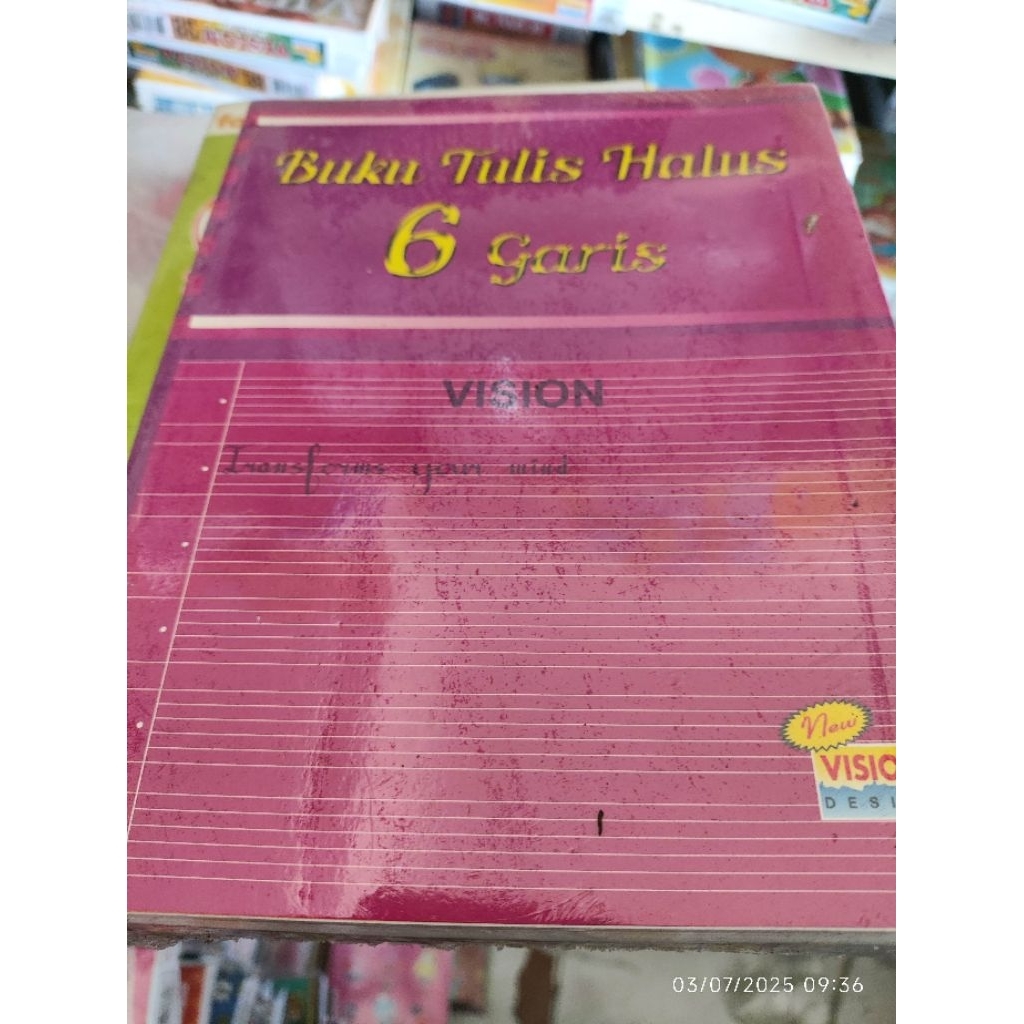 Buku Tulis Halus
6 Garis
VISION
Transforms your mind
New
VISIO
DESI
03/07/2025 09:36